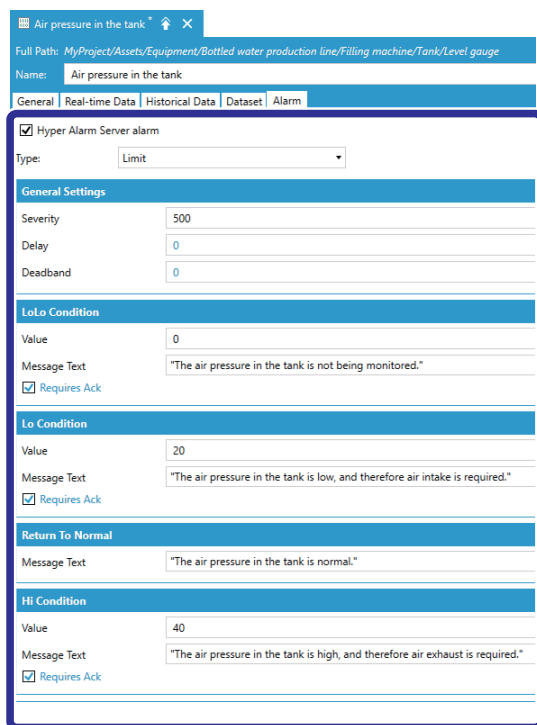 Air pressure in the tank *
Full Path: MyProject/Assets/Equipment/Bottled water production line/Filling machine/Tank/Level gauge
Name: Air pressure in the tank
General Real-time Data Historical Data Dataset Alarm
Hyper Alarm Server alarm
Type: Limit
General Settings
Severity 500
Delay 0
Deadband 0
LoLo Condition
Value 0
Message Text "The air pressure in the tank is not being monitored."
Requires Ack
Lo Condition
Value 20
Message Text "The air pressure in the tank is low, and therefore air intake is required."
Requires Ack
Return To Normal
Message Text "The air pressure in the tank is normal."
Hi Condition
Value 40
Message Text "The air pressure in the tank is high, and therefore air exhaust is required."
Requires Ack